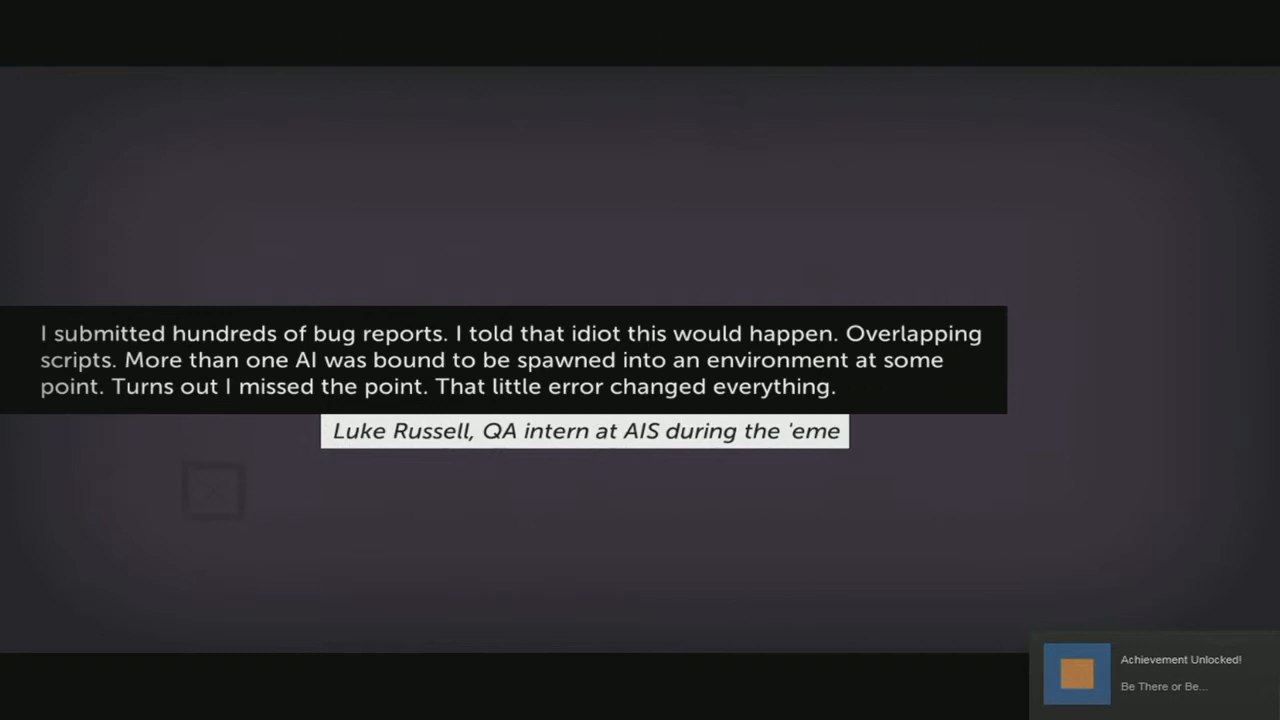 I submitted hundreds of bug reports. I told that idiot this would happen. Overlapping
scripts. More than one AI was bound to be spawned into an environment at some
point. Turns out I missed the point. That little error changed everything.
Luke Russell, QA intern at AIS during the 'eme
Achievement Unlocked!
Be There or Be...